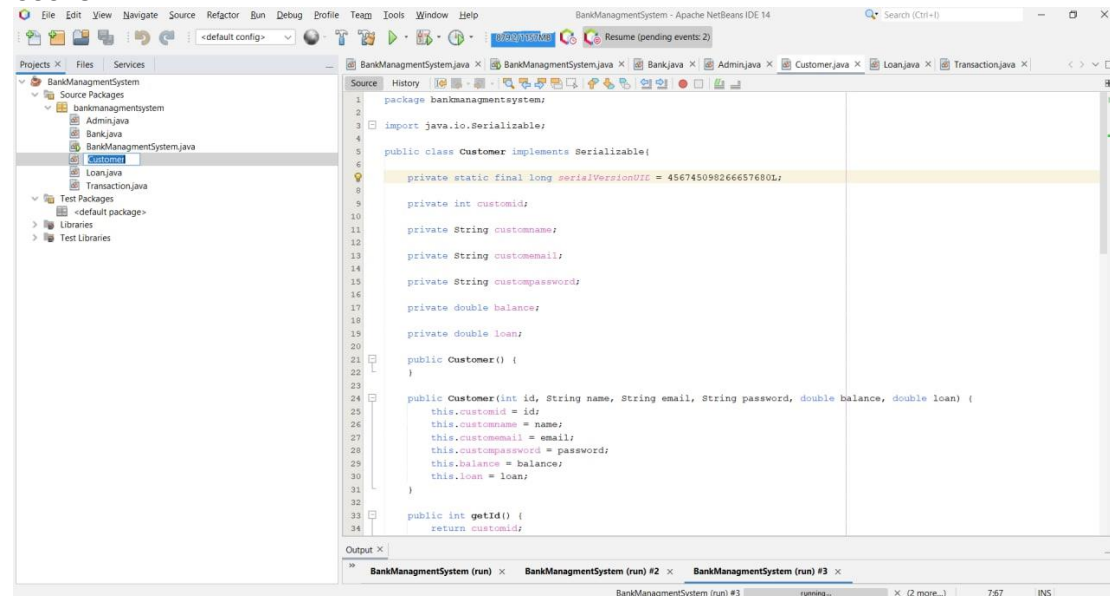 File Edit View Navigate Source Refactor Run Debug Profile Team Tools Window Help BankManagmentSystem - Apache NetBeans IDE 14 Search (Ctrl+I)
<default config> Resume (pending events: 2)
Projects Files Services
BankManagmentSystem
Source Packages
bankmanagmentsystem
Admin.java
Bank.java
BankManagmentSystem.java
Customer
Loan.java
Transaction.java
Test Packages
<default package>
Libraries
Test Libraries
BankManagmentSystem.java BankManagmentSystem.java Bank.java Admin.java Customer.java Loan.java Transaction.java
Source History
1 package bankmanagmentsystem;
2
3 import java.io.Serializable;
4
5 public class Customer implements Serializable{
6
private static final long serialVersionUID = 456745098266657680L;
8
9 private int customid;
10
11 private String customname;
12
13 private String customemail;
14
15 private String custompassword;
16
17 private double balance;
18
19 private double loan;
20
21 public Customer() {
22 }
23
24 public Customer(int id, String name, String email, String password, double balance, double loan) {
25 this.customid = id;
26 this.customname = name;
27 this.customemail = email;
28 this.custompassword = password;
29 this.balance = balance;
30 this.loan = loan;
31 }
32
33 public int getId() {
34 return customid;
Output
BankManagmentSystem (run) BankManagmentSystem (run) #2 BankManagmentSystem (run) #3
BankManagmentSystem (run) #3 running... (2 more...) 7:67 INS